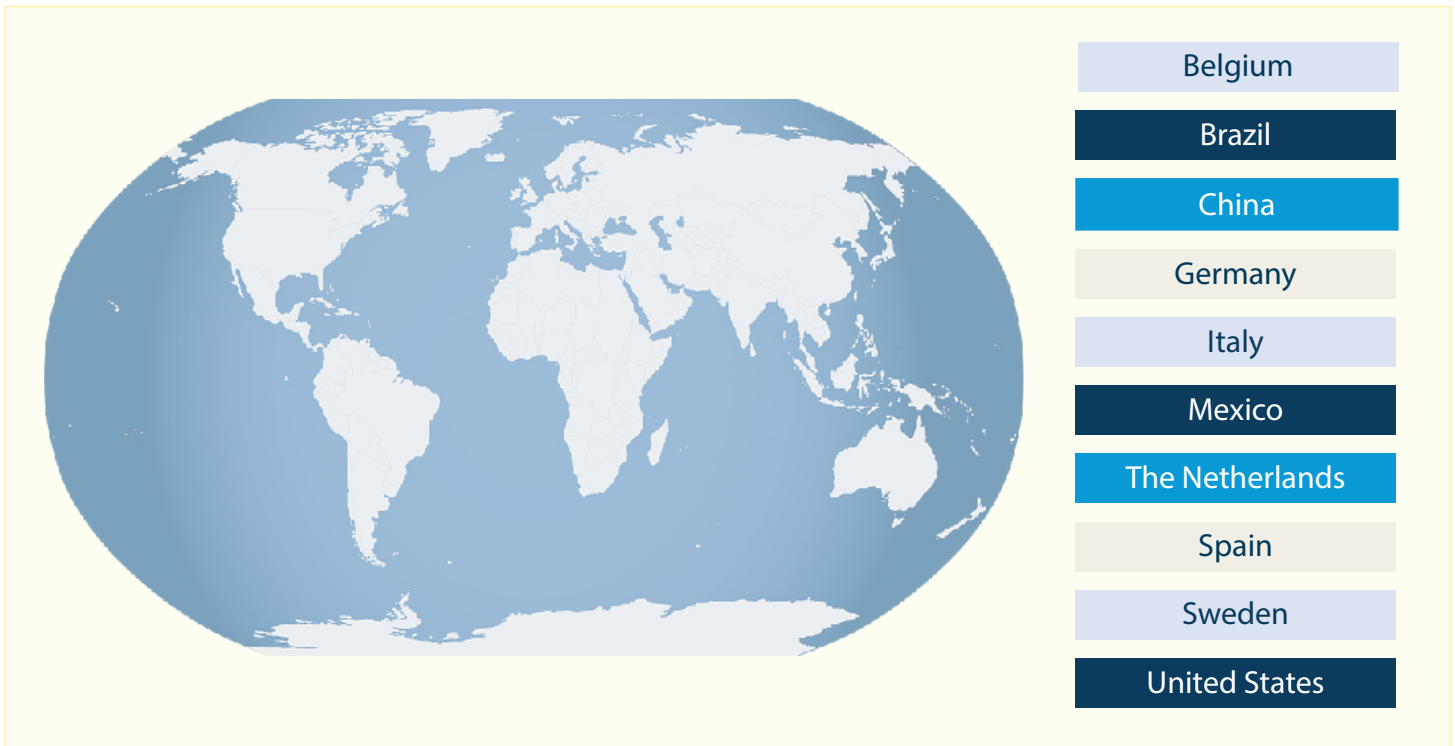 Belgium
Brazil
China
Germany
Italy
Mexico
The Netherlands
Spain
Sweden
United States